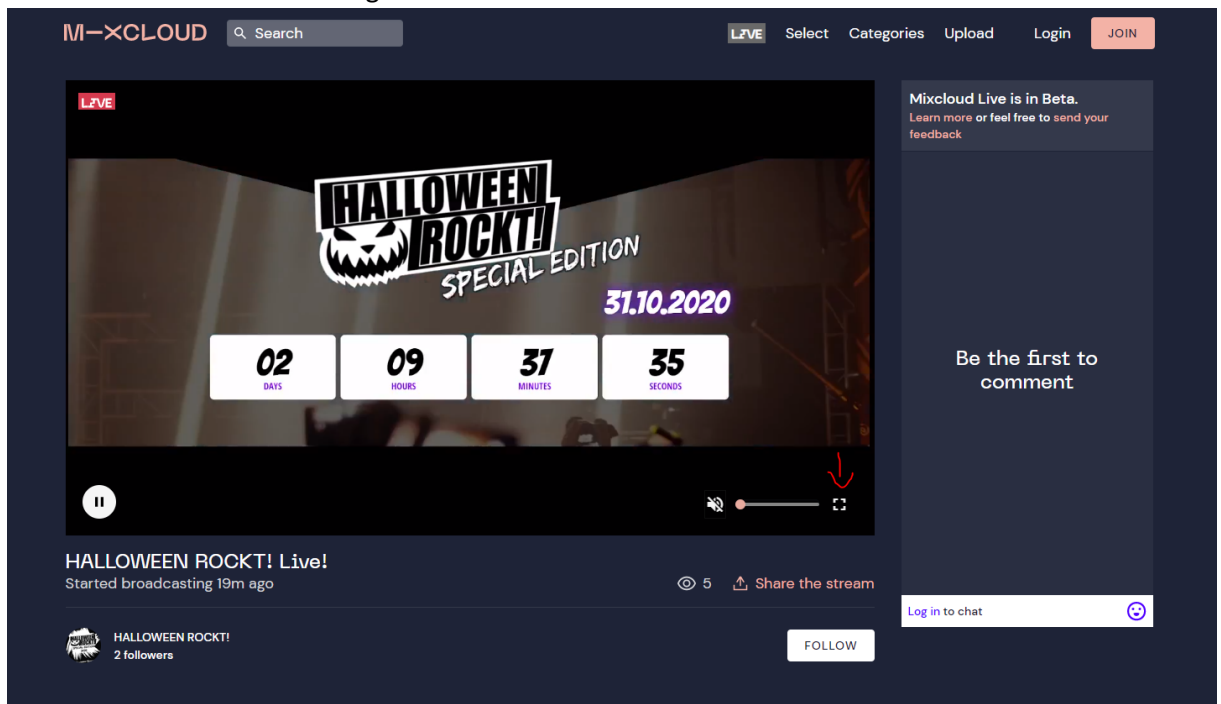 M-XCLOUD
Search
LIVE
Select
Categories
Upload
Login
JOIN
LIVE
HALLOWEEN
ROCKT!
SPECIAL EDITION
31.10.2020
02
09
37
35
DAYS
HOURS
MINUTES
SECONDS
HALLOWEEN ROCKT! Live!
Started broadcasting 19m ago
5
Share the stream
HALLOWEEN ROCKT!
2 followers
FOLLOW
Mixcloud Live is in Beta.
Learn more or feel free to send your
feedback
Be the first to
comment
Log in to chat